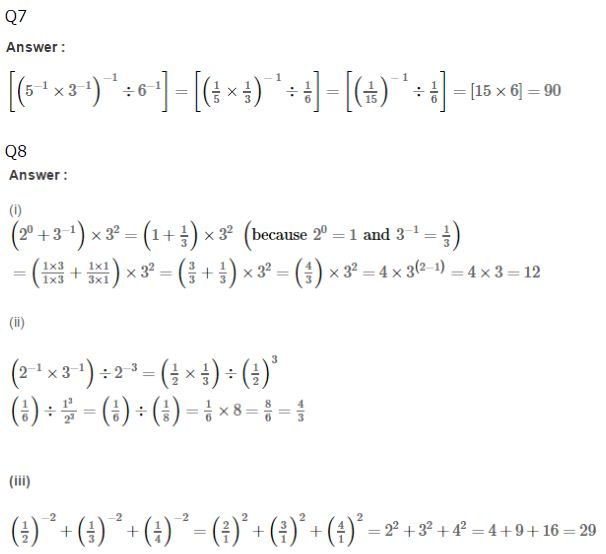 Q7
Answer :
[(5⁻¹ × 3⁻¹)⁻¹ ÷ 6⁻¹] = [(1/5 × 1/3)⁻¹ ÷ 1/6] = [(1/15)⁻¹ ÷ 1/6] = [15 × 6] = 90
Q8
Answer :
(i)
(2⁰ + 3⁻¹) × 3² = (1 + 1/3) × 3² (because 2⁰ = 1 and 3⁻¹ = 1/3)
= (1×3/1×3 + 1×1/3×1) × 3² = (3/3 + 1/3) × 3² = (4/3) × 3² = 4 × 3⁽²⁻¹⁾ = 4 × 3 = 12
(ii)
(2⁻¹ × 3⁻¹) ÷ 2⁻³ = (1/2 × 1/3) ÷ (1/2)³
(1/6) ÷ 1³/2³ = (1/6) ÷ (1/8) = 1/6 × 8 = 8/6 = 4/3
(iii)
(1/2)⁻² + (1/3)⁻² + (1/4)⁻² = (2/1)² + (3/1)² + (4/1)² = 2² + 3² + 4² = 4 + 9 + 16 = 29